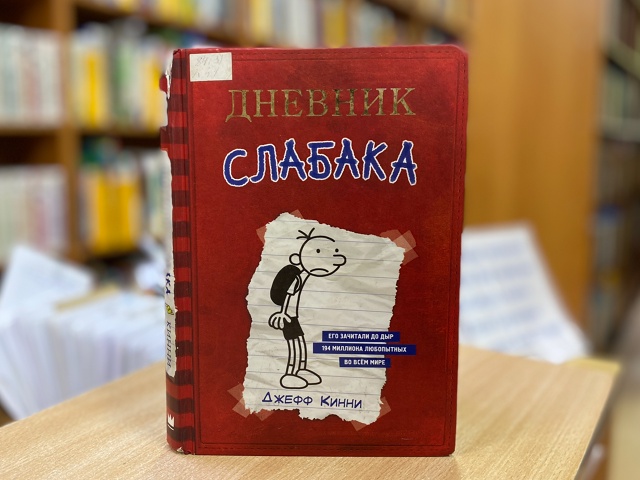 ДНЕВНИК
СЛАБАКА
ЕГО ЗАЧИТАЛИ ДО ДЫР
194 МИЛЛИОНА ЛЮБОПЫТНЫХ
ВО ВСЁМ МИРЕ
Джефф Кинни